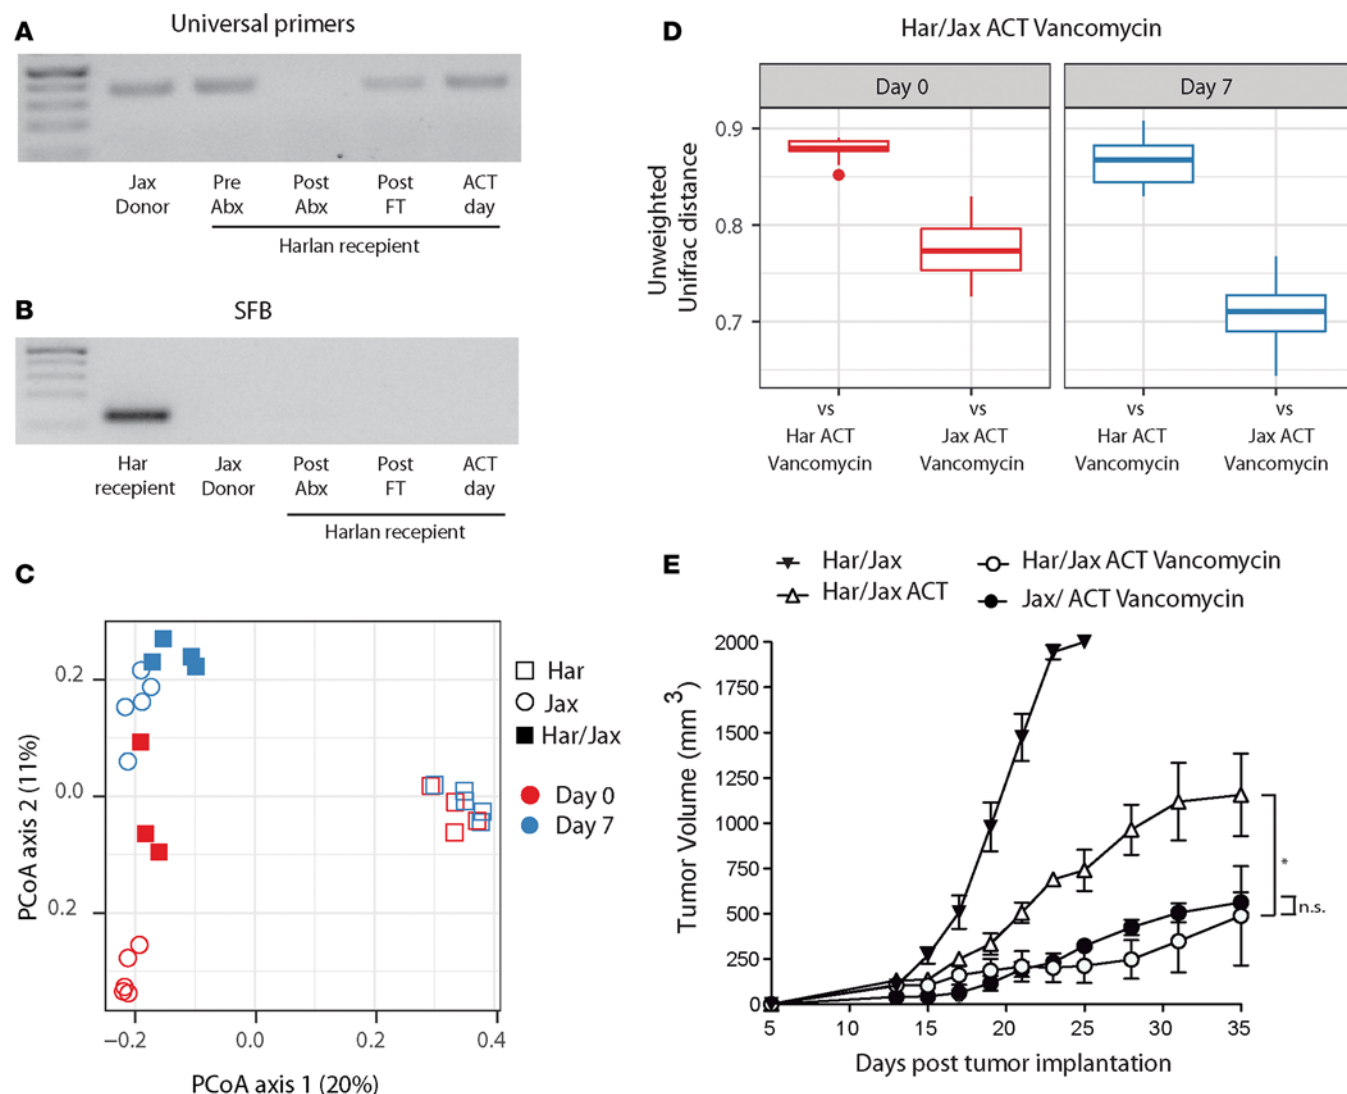 A
Universal primers
Jax
Donor
Pre
Abx
Post
Abx
Post
FT
ACT
day
Harlan recepient
B
SFB
Har
recepient
Jax
Donor
Post
Abx
Post
FT
ACT
day
Harlan recepient
C
PCoA axis 2 (11%)
0.2
0.0
0.2
−0.2
0.0
0.2
0.4
PCoA axis 1 (20%)
Har
Jax
Har/Jax
Day 0
Day 7
D
Har/Jax ACT Vancomycin
Day 0
Day 7
Unweighted
Unifrac distance
0.9
0.8
0.7
vs
Har ACT
Vancomycin
vs
Jax ACT
Vancomycin
vs
Har ACT
Vancomycin
vs
Jax ACT
Vancomycin
E
Har/Jax
Har/Jax ACT
Har/Jax ACT Vancomycin
Jax/ ACT Vancomycin
Tumor Volume (mm3)
2000
1750
1500
1250
1000
750
500
250
0
5
10
15
20
25
30
35
*
n.s.
Days post tumor implantation